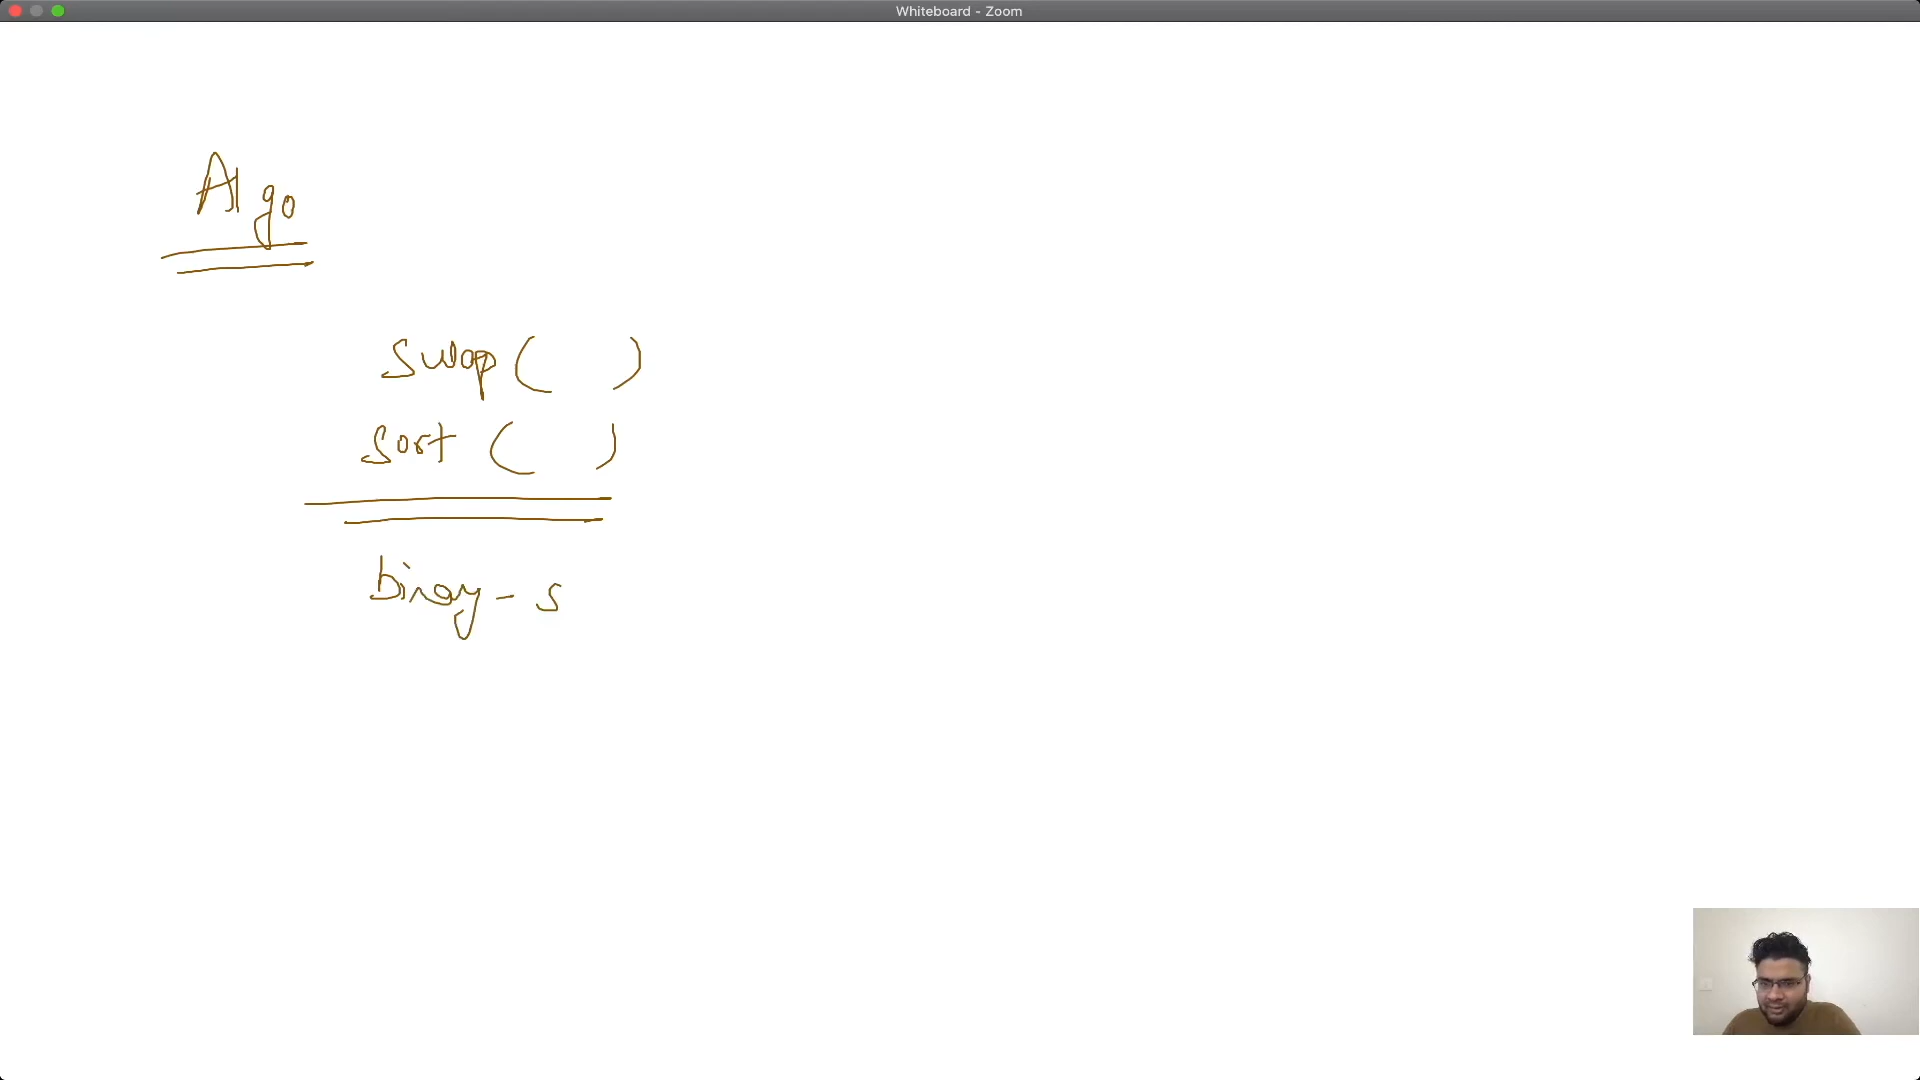 Whiteboard - Zoom
Algo
swap ( )
sort ( )
binary - s